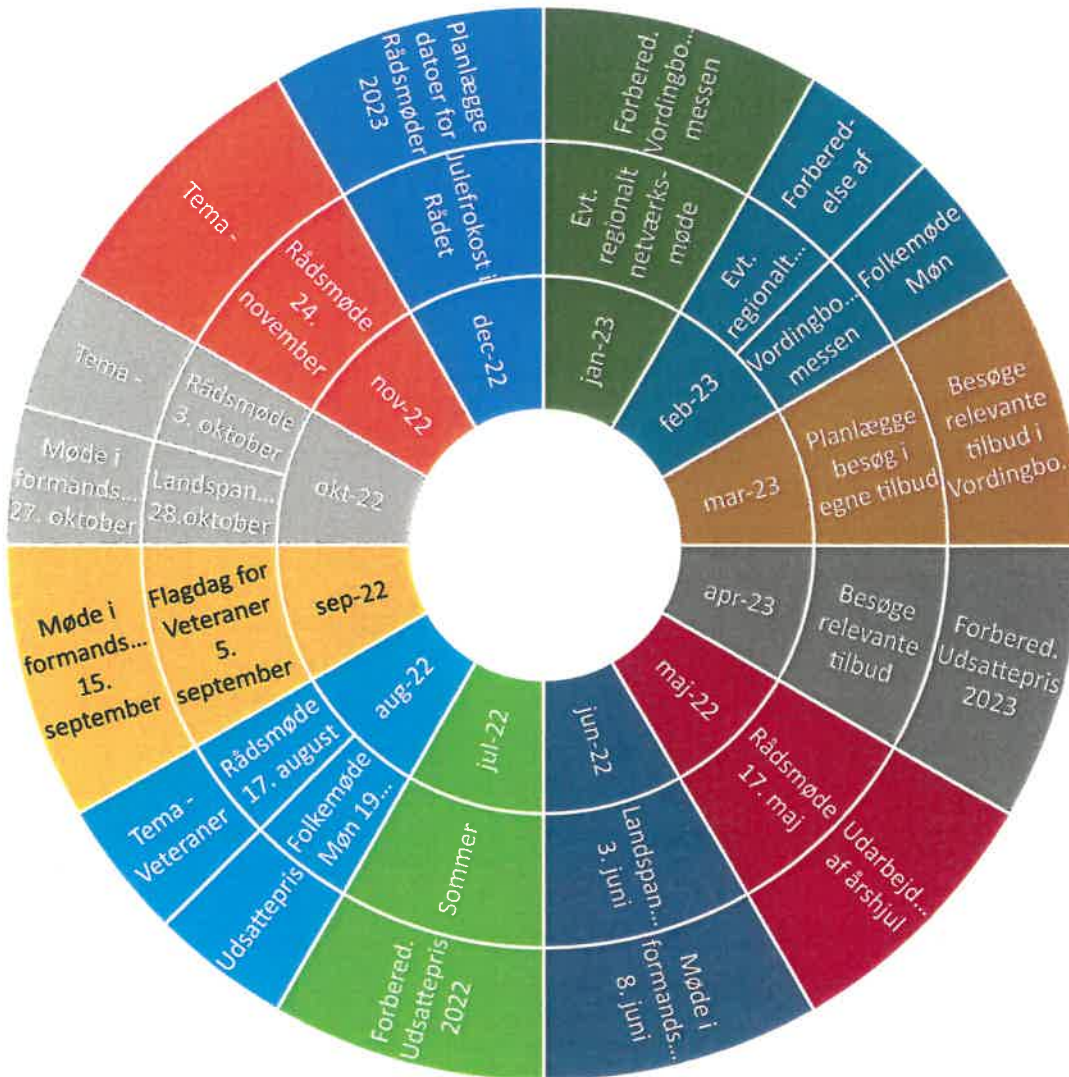 Forbered.
Vordingbo...
messen
Evt.
regionalt
netværks-
møde
jan-23
Forbered-
else af
Folkemøde
Møn
Evt.
regionalt...
Vordingbo...
messen
feb-23
Besøge
relevante
tilbud i
Vordingbo.
Planlægge
besøg i
egne tilbud
mar-23
Forbered.
Udsattepris
2023
Besøge
relevante
tilbud
apr-23
Udarbejd...
af årshjul
Rådsmøde
17. maj
maj-22
Møde i
formands...
8. juni
Landspan...
3. juni
jun-22
Forbered.
Udsattepris
2022
Sommer
jul-22
Udsattepris
Tema -
Veteraner
Folkemøde
Møn 19...
Rådsmøde
17. august
aug-22
Møde i
formands...
15.
september
Flagdag for
Veteraner
5.
september
sep-22
Møde i
formands...
27. oktober
Tema -
Landspan...
28.oktober
Rådsmøde
3. oktober
okt-22
Tema -
Rådsmøde
24.
november
nov-22
Planlægge
datoer for
Rådsmøder
2023
Julefrokost i
Rådet
dec-22